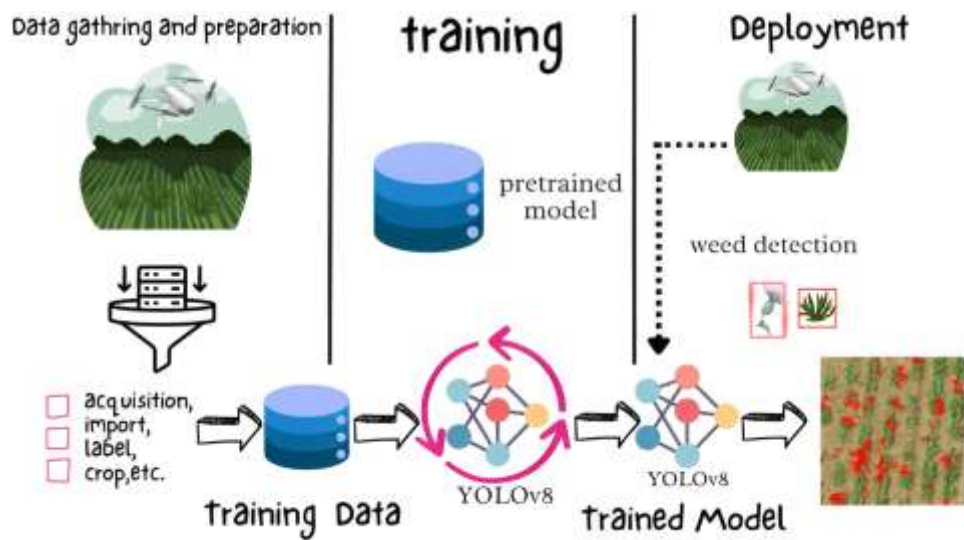 Data gathring and preparation
training
Deployment
pretrained
model
weed detection
acquisition,
import,
label,
crop,etc.
YOLOv8
YOLOv8
Training Data
Trained Model